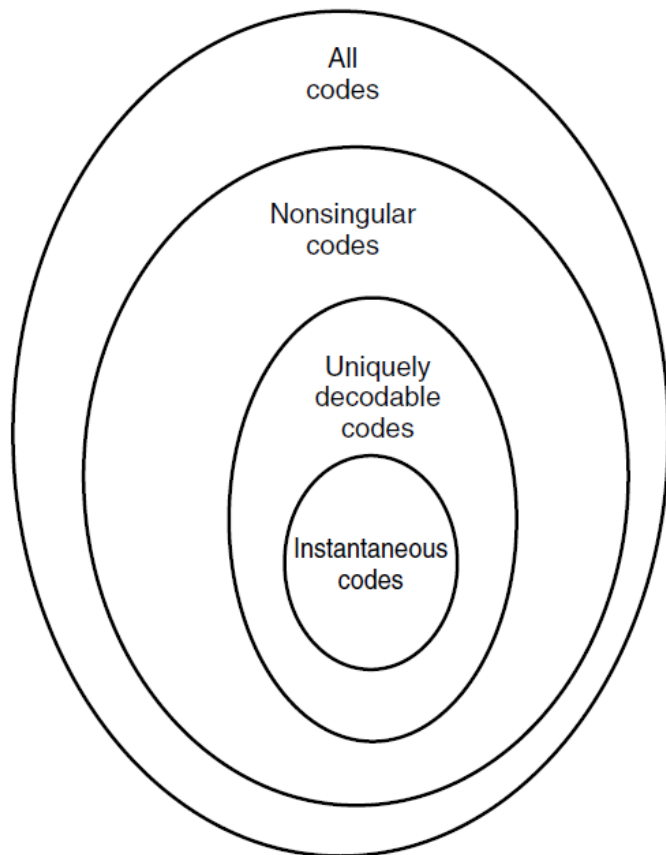 All
codes
Nonsingular
codes
Uniquely
decodable
codes
Instantaneous
codes